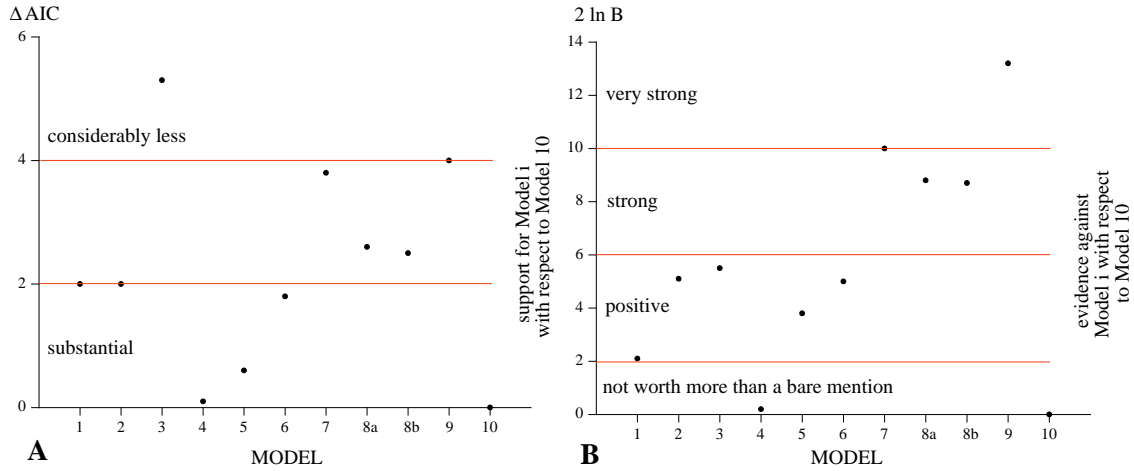 Δ AIC
6
4
2
0
considerably less
substantial
1 2 3 4 5 6 7 8a 8b 9 10
MODEL
A
support for Model i
with respect to Model 10
2 ln B
14
12
10
8
6
4
2
0
very strong
strong
positive
not worth more than a bare mention
1 2 3 4 5 6 7 8a 8b 9 10
MODEL
B
evidence against
Model i with respect
to Model 10